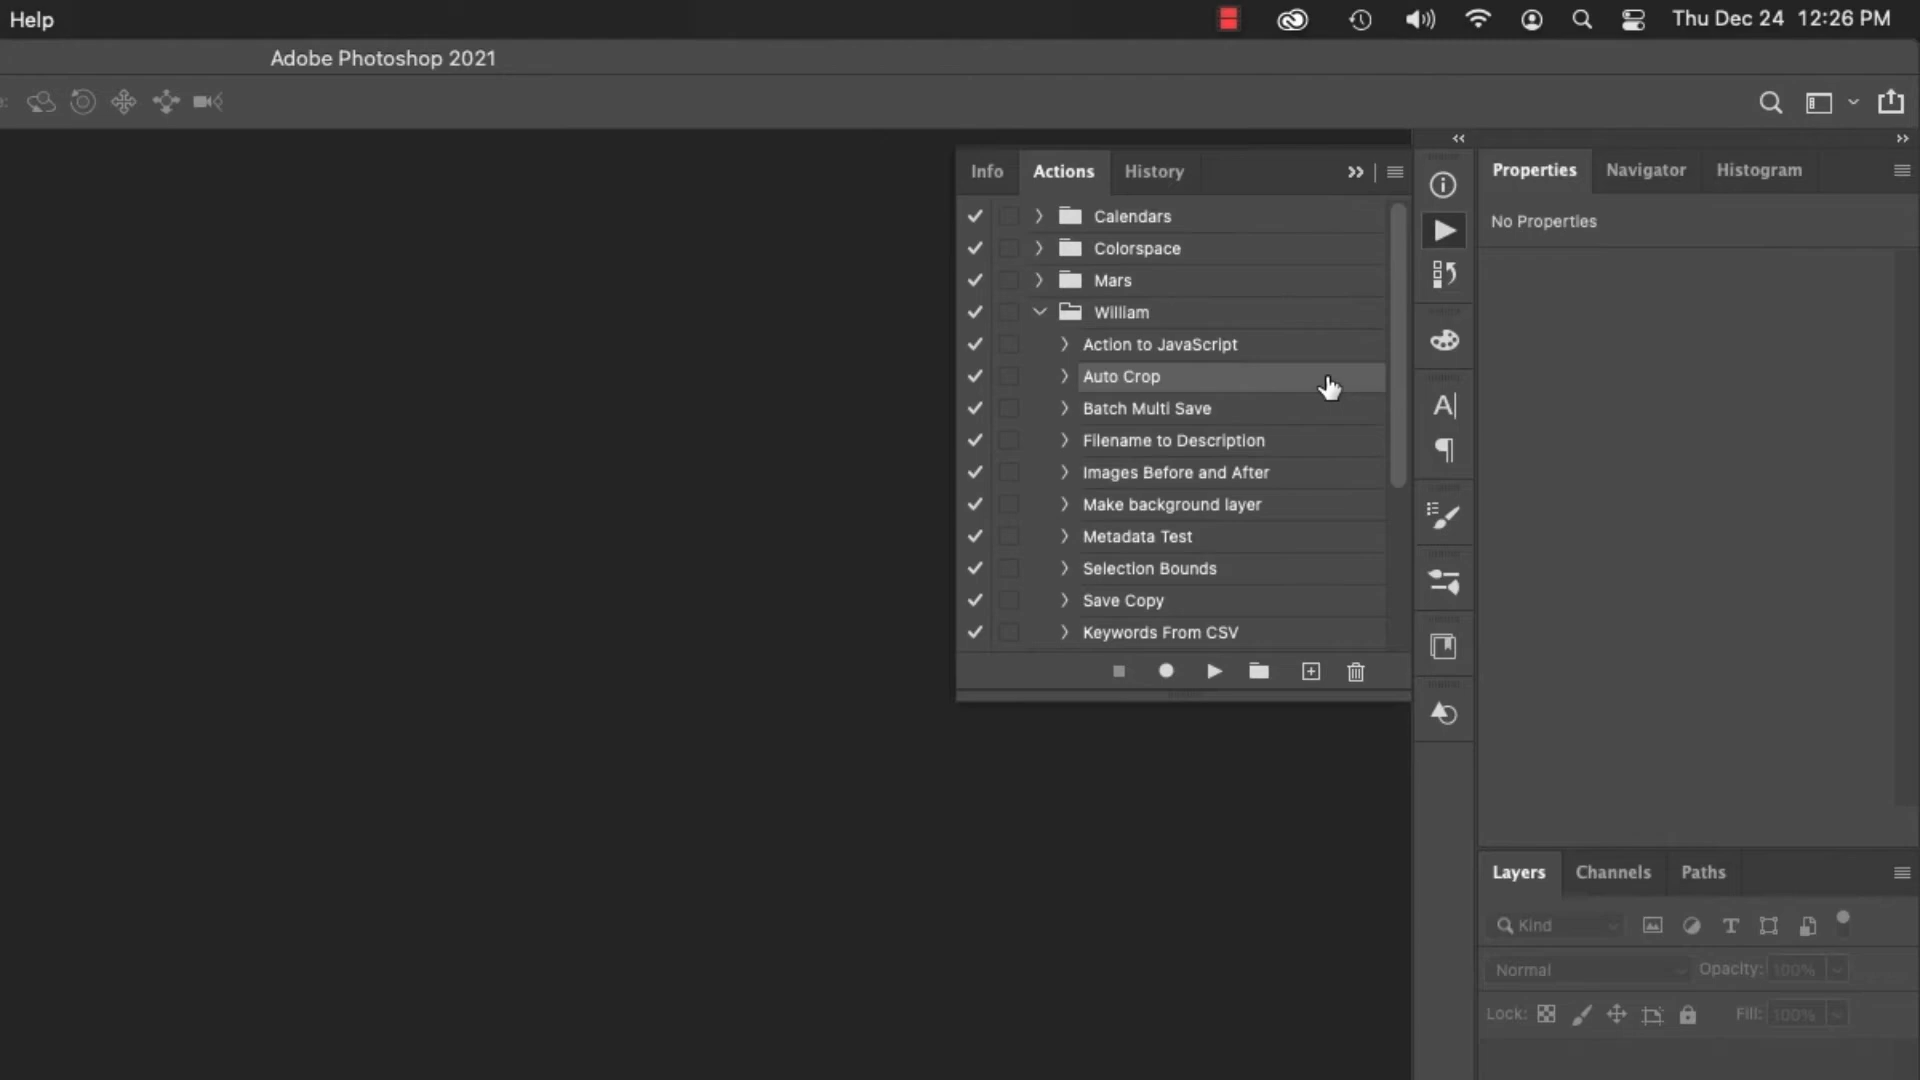 Help
Thu Dec 24 12:26 PM
Adobe Photoshop 2021
Info Actions History
Calendars
Colorspace
Mars
William
Action to JavaScript
Auto Crop
Batch Multi Save
Filename to Description
Images Before and After
Make background layer
Metadata Test
Selection Bounds
Save Copy
Keywords From CSV
Properties Navigator Histogram
No Properties
Layers Channels Paths
Kind
Normal Opacity: 100%
Lock: Fill: 100%